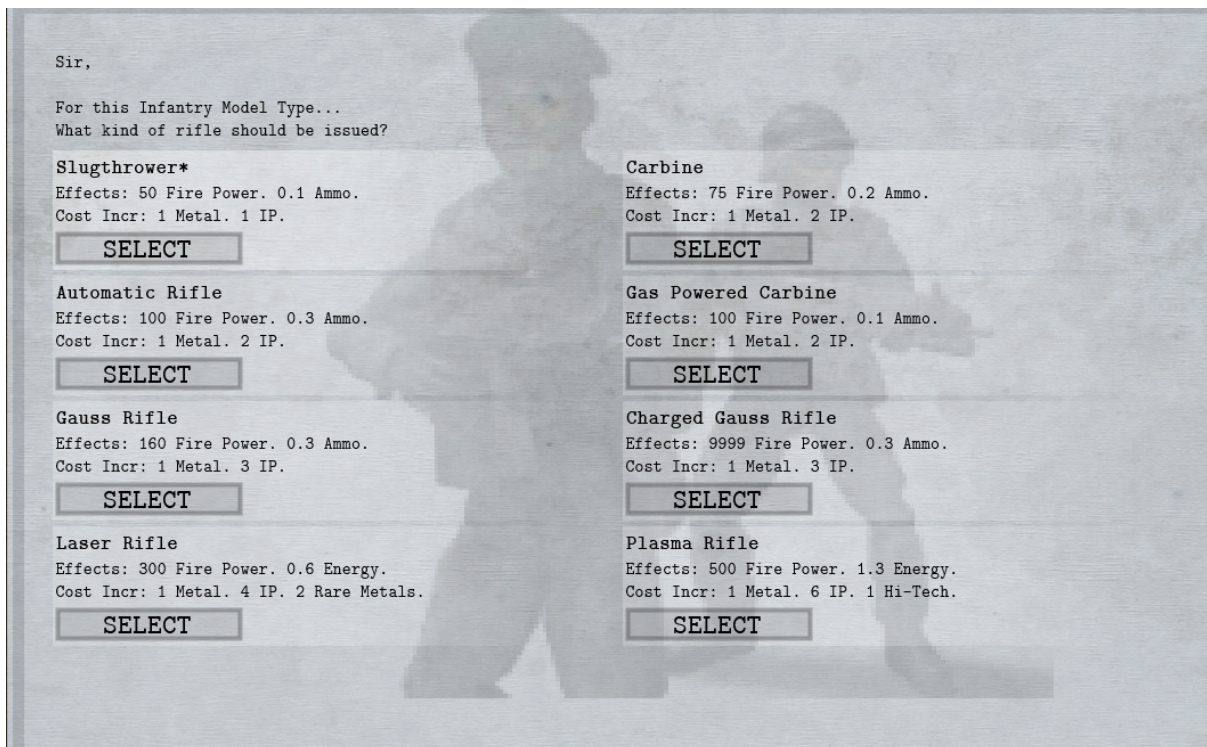 Sir,
For this Infantry Model Type...
What kind of rifle should be issued?
Slugthrower*
Effects: 50 Fire Power. 0.1 Ammo.
Cost Incr: 1 Metal. 1 IP.
SELECT
Carbine
Effects: 75 Fire Power. 0.2 Ammo.
Cost Incr: 1 Metal. 2 IP.
SELECT
Automatic Rifle
Effects: 100 Fire Power. 0.3 Ammo.
Cost Incr: 1 Metal. 2 IP.
SELECT
Gas Powered Carbine
Effects: 100 Fire Power. 0.1 Ammo.
Cost Incr: 1 Metal. 2 IP.
SELECT
Gauss Rifle
Effects: 160 Fire Power. 0.3 Ammo.
Cost Incr: 1 Metal. 3 IP.
SELECT
Charged Gauss Rifle
Effects: 9999 Fire Power. 0.3 Ammo.
Cost Incr: 1 Metal. 3 IP.
SELECT
Laser Rifle
Effects: 300 Fire Power. 0.6 Energy.
Cost Incr: 1 Metal. 4 IP. 2 Rare Metals.
SELECT
Plasma Rifle
Effects: 500 Fire Power. 1.3 Energy.
Cost Incr: 1 Metal. 6 IP. 1 Hi-Tech.
SELECT